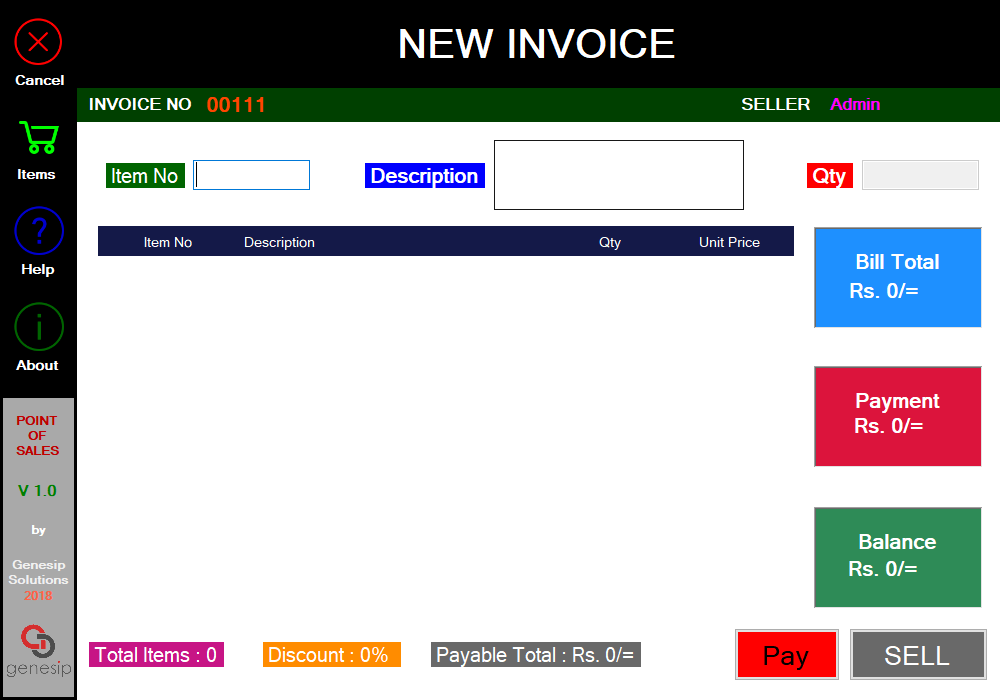 NEW INVOICE
Cancel
INVOICE NO 00111 SELLER Admin
Items
Item No Description Qty
Item No Description Qty Unit Price
Help
Bill Total
Rs. 0/=
About
Payment
Rs. 0/=
POINT
OF
SALES
V 1.0
by
Genesip
Solutions
2018
genesip
Balance
Rs. 0/=
Total Items : 0 Discount : 0% Payable Total : Rs. 0/= Pay SELL